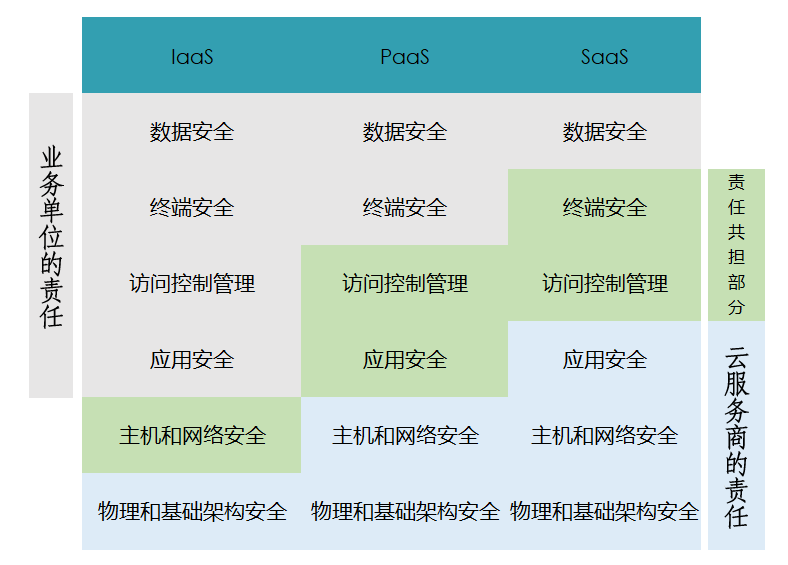 IaaS PaaS SaaS
业务单位的责任
数据安全 数据安全 数据安全
终端安全 终端安全 终端安全
访问控制管理 访问控制管理 访问控制管理
应用安全 应用安全 应用安全
主机和网络安全 主机和网络安全 主机和网络安全
物理和基础架构安全 物理和基础架构安全 物理和基础架构安全
责任共担部分
云服务商的责任